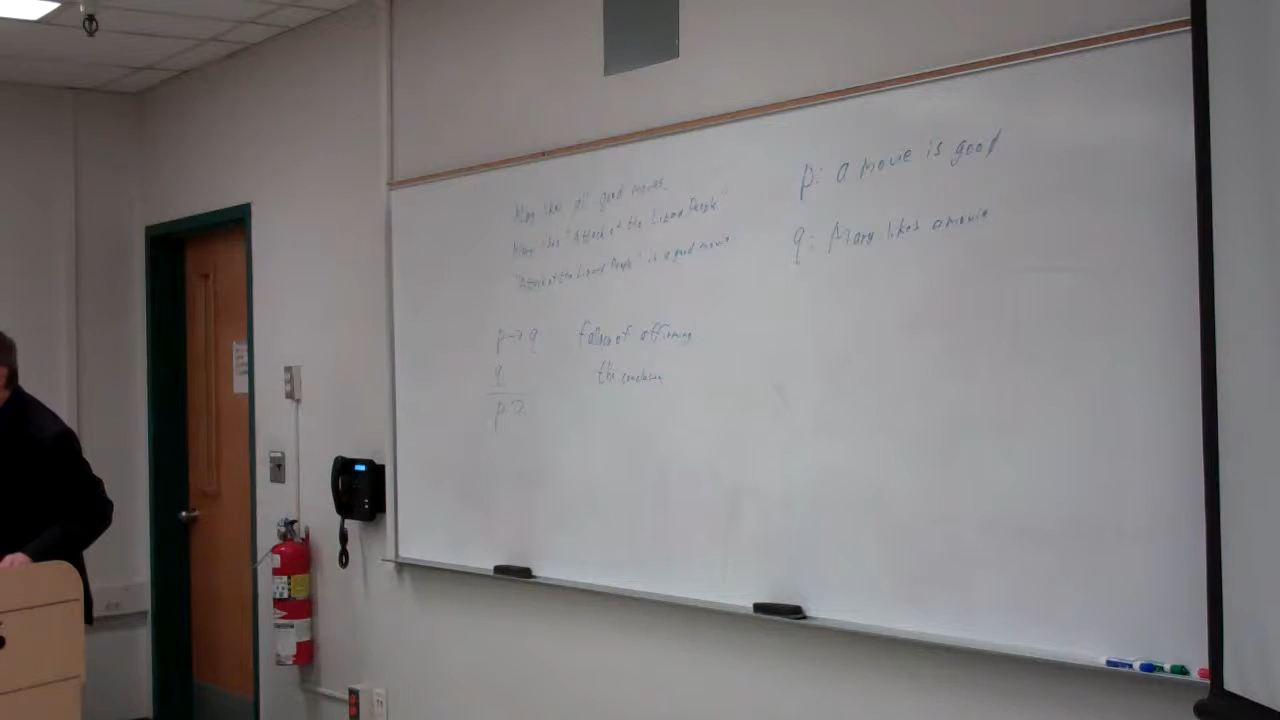 Mary likes all good movies.
Mary likes "Attack of the Lizard People"
"Attack of the Lizard People" is a good movie
p → q
q
p
fallacy of affirming
the conclusion
p: a movie is good
q: Mary likes a movie